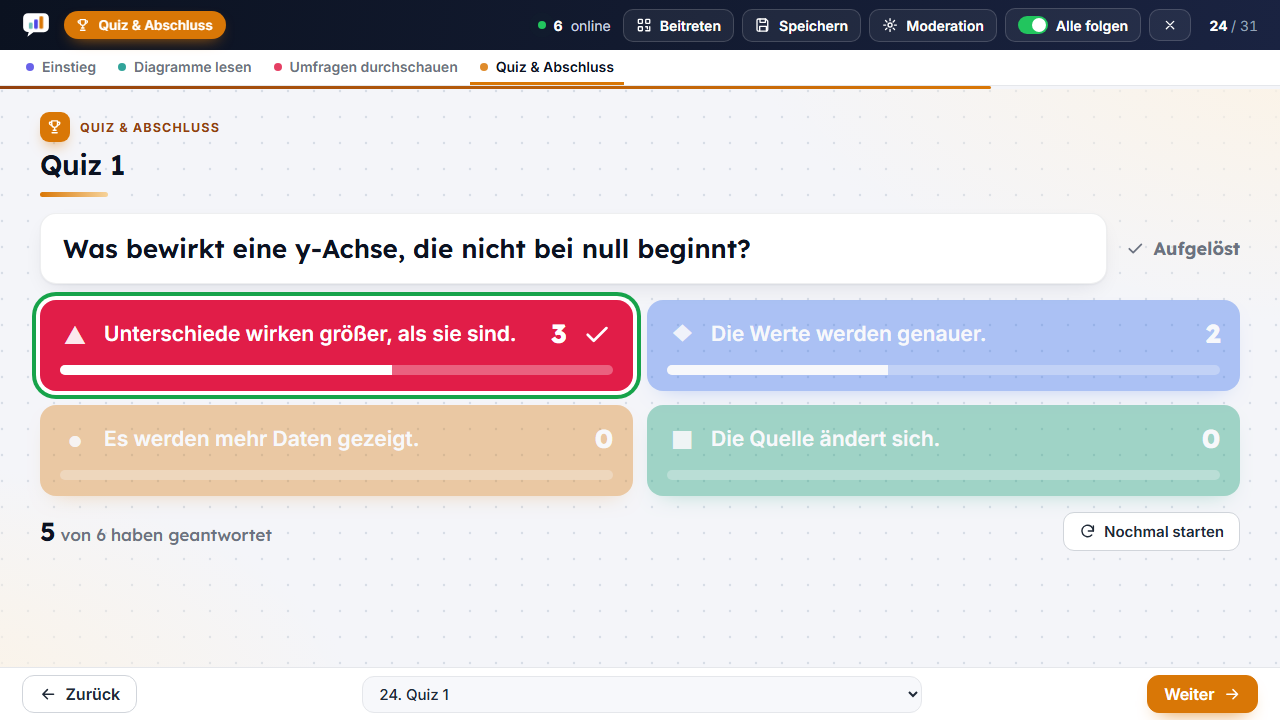 Quiz & Abschluss
6 online
Beitreten
Speichern
Moderation
Alle folgen
24 / 31
Einstieg
Diagramme lesen
Umfragen durchschauen
Quiz & Abschluss
QUIZ & ABSCHLUSS
Quiz 1
Was bewirkt eine y-Achse, die nicht bei null beginnt?
Aufgelöst
Unterschiede wirken größer, als sie sind. 3
Die Werte werden genauer. 2
Es werden mehr Daten gezeigt. 0
Die Quelle ändert sich. 0
5 von 6 haben geantwortet
Nochmal starten
Zurück
24. Quiz 1
Weiter